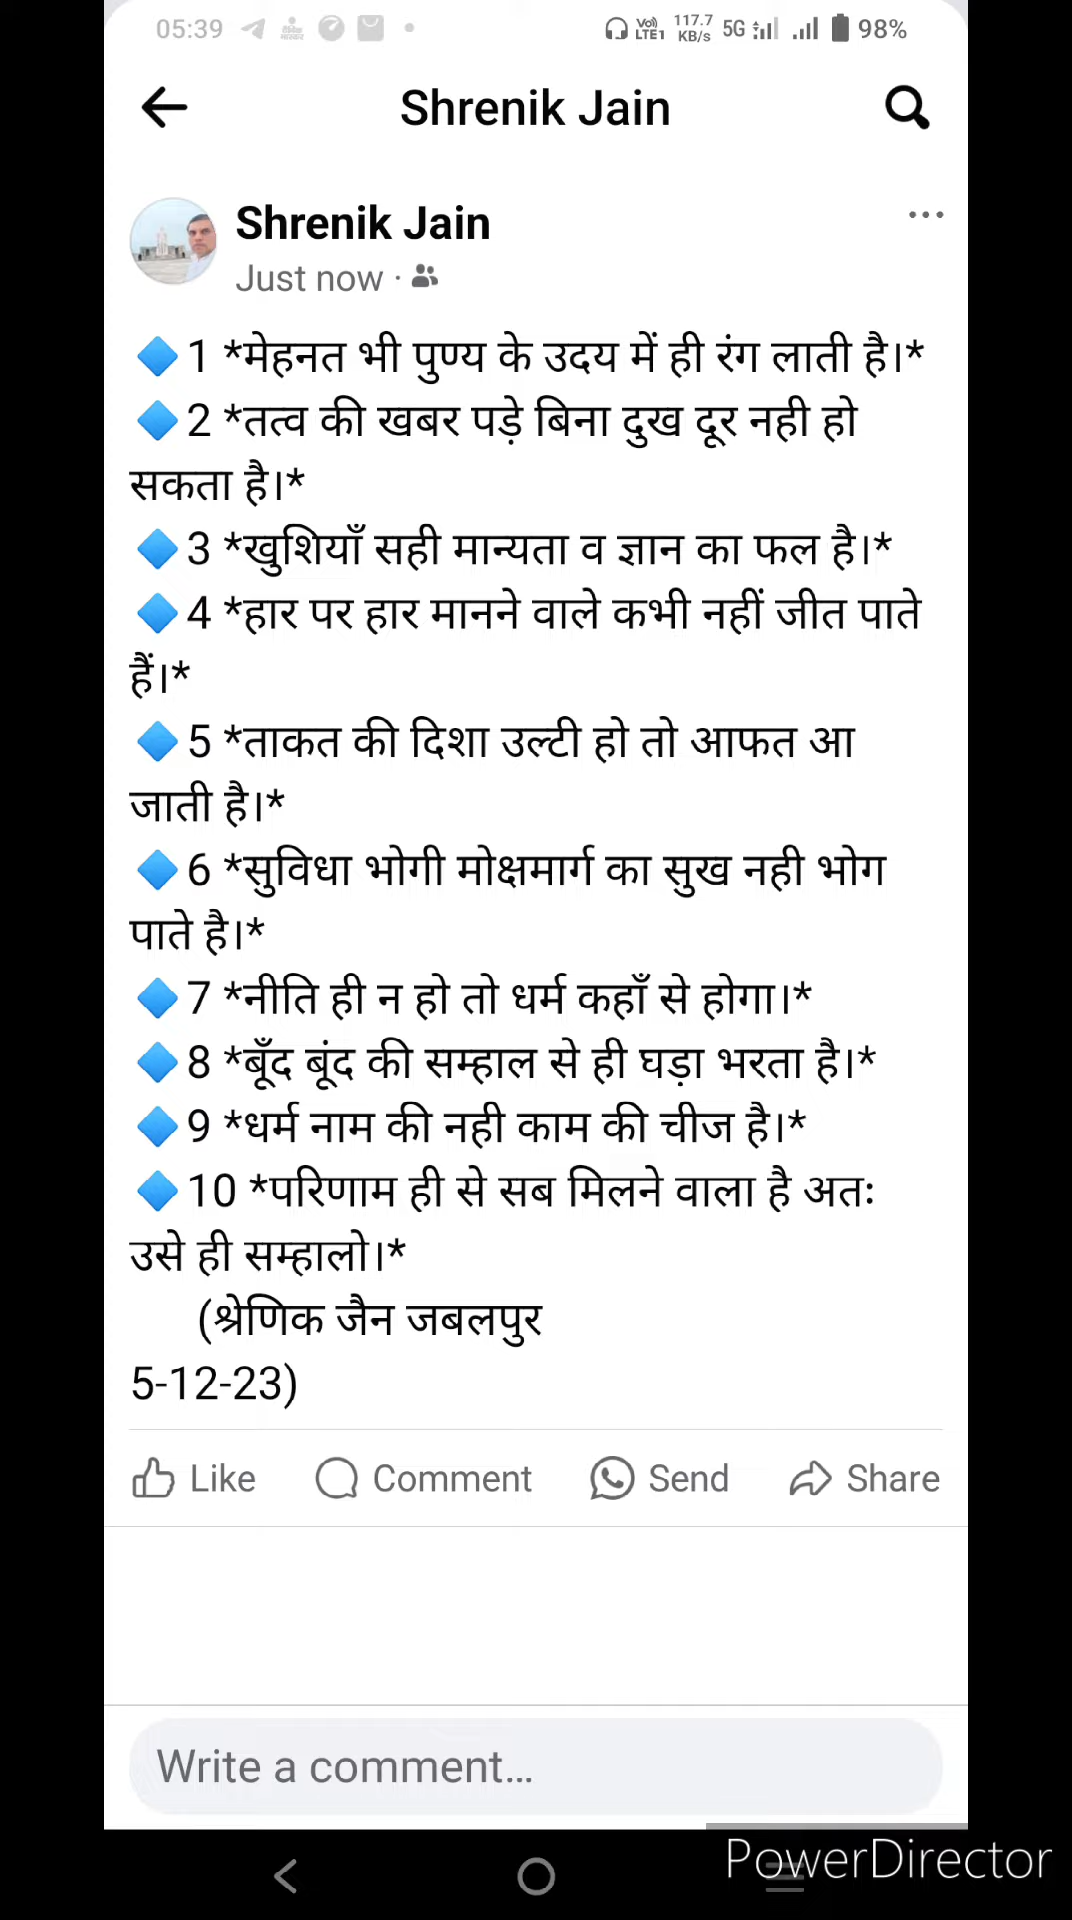 05:39 Vo) LTE1 117.7 KB/s 5G 98%
Shrenik Jain
Shrenik Jain
Just now ·
🔷1 *मेहनत भी पुण्य के उदय में ही रंग लाती है।*
🔷2 *तत्व की खबर पड़े बिना दुख दूर नही हो
सकता है।*
🔷3 *खुशियाँ सही मान्यता व ज्ञान का फल है।*
🔷4 *हार पर हार मानने वाले कभी नहीं जीत पाते
हैं।*
🔷5 *ताकत की दिशा उल्टी हो तो आफत आ
जाती है।*
🔷6 *सुविधा भोगी मोक्षमार्ग का सुख नही भोग
पाते है।*
🔷7 *नीति ही न हो तो धर्म कहाँ से होगा।*
🔷8 *बूँद बूंद की सम्हाल से ही घड़ा भरता है।*
🔷9 *धर्म नाम की नही काम की चीज है।*
🔷10 *परिणाम ही से सब मिलने वाला है अतः
उसे ही सम्हालो।*
(श्रेणिक जैन जबलपुर
5-12-23)
Like Comment Send Share
Write a comment...
PowerDirector